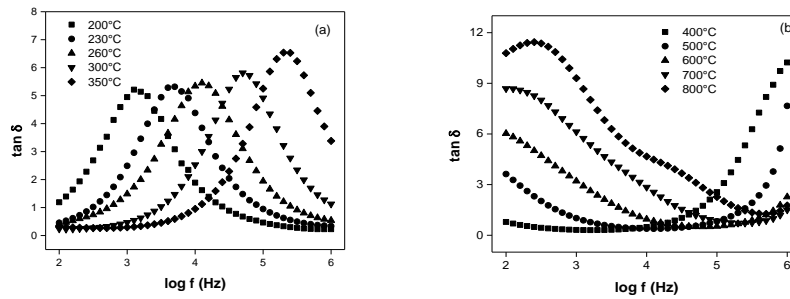 (a)
200°C
230°C
260°C
300°C
350°C
8
7
6
5
4
3
2
1
0
tan δ
2 3 4 5 6
log f (Hz)
(b
400°C
500°C
600°C
700°C
800°C
12
9
6
3
0
tan δ
2 3 4 5 6
log f (Hz)